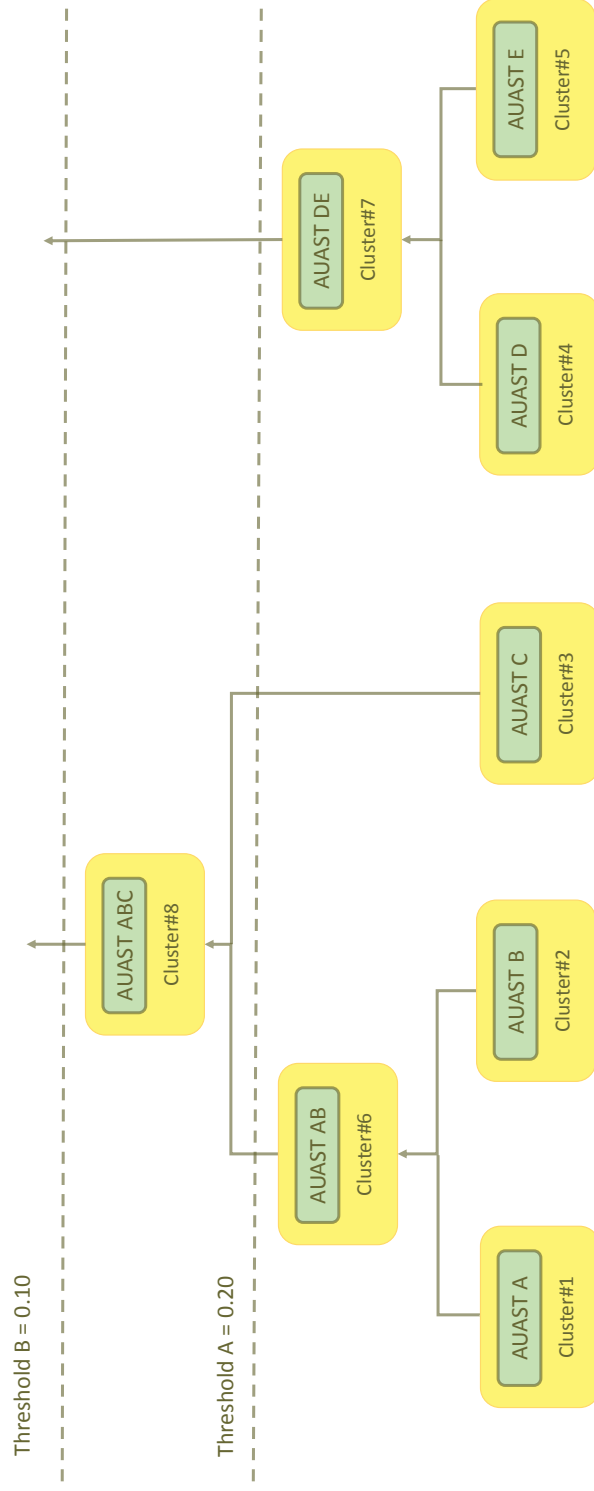 Threshold B = 0.10
AUAST ABC
Cluster#8
Threshold A = 0.20
AUAST AB
Cluster#6
AUAST DE
Cluster#7
AUAST A
Cluster#1
AUAST B
Cluster#2
AUAST C
Cluster#3
AUAST D
Cluster#4
AUAST E
Cluster#5